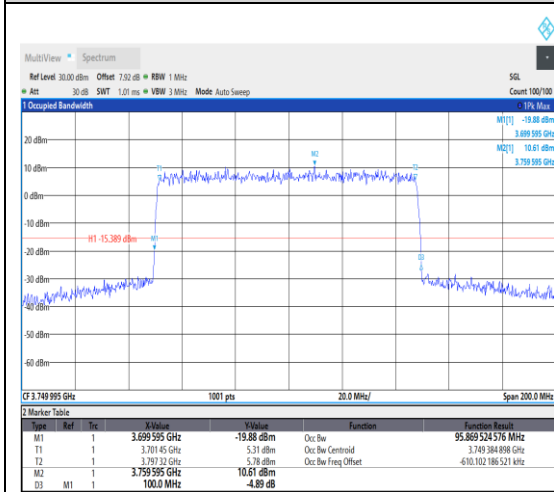 MultiView Spectrum
Ref Level 30.00 dBm Offset 7.92 dB RBW 1 MHz SGL
Att 30 dB SWT 1.01 ms VBW 3 MHz Mode Auto Sweep Count 100/100
1 Occupied Bandwidth 1Pk Max
M1[1] -19.88 dBm
3.699 595 GHz
M2[1] 10.61 dBm
3.759 595 GHz
20 dBm
10 dBm
0 dBm
-10 dBm
-20 dBm
-30 dBm
-40 dBm
-50 dBm
-60 dBm
T1
M2
T2
H1 -15.389 dBm
M1
D3
CF 3.749 995 GHz 1001 pts 20.0 MHz/ Span 200.0 MHz
2 Marker Table
Type Ref Trc X-Value Y-Value Function Function Result
M1 1 3.699 595 GHz -19.88 dBm Occ Bw 95.869 524 576 MHz
T1 1 3.701 45 GHz 5.31 dBm Occ Bw Centroid 3.749 384 898 GHz
T2 1 3.797 32 GHz 5.78 dBm Occ Bw Freq Offset -610.102 186 521 kHz
M2 1 3.759 595 GHz 10.61 dBm
D3 M1 1 100.0 MHz -4.89 dB